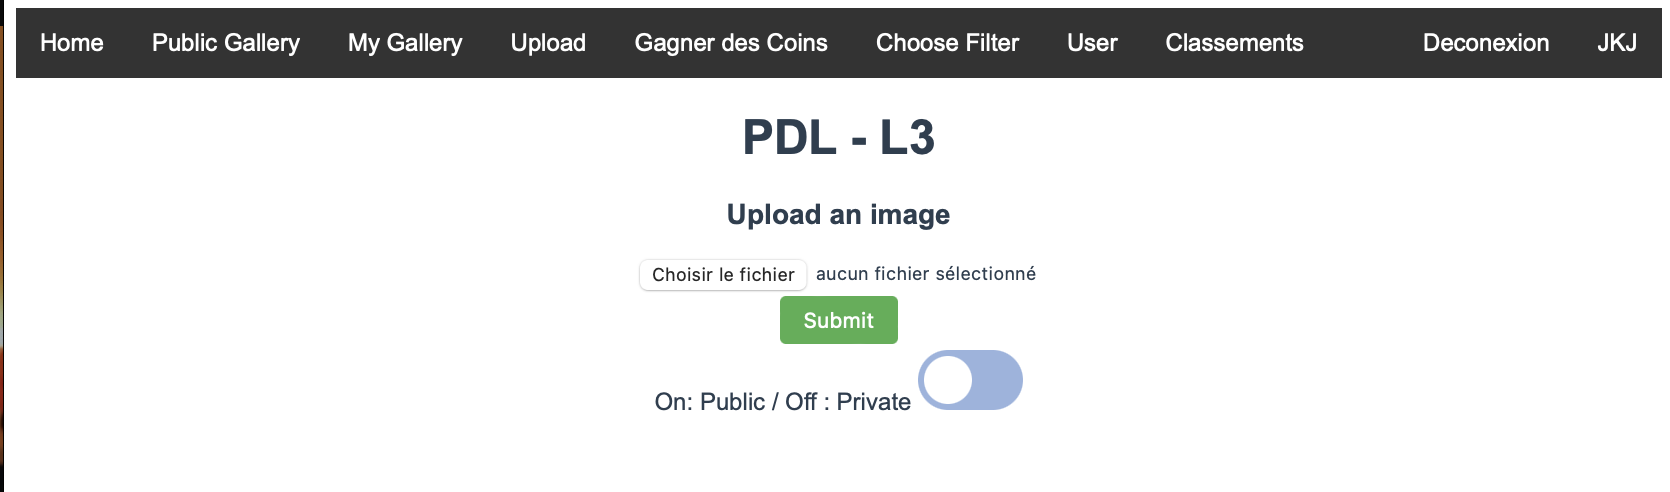 Home Public Gallery My Gallery Upload Gagner des Coins Choose Filter User Classements Deconexion JKJ
PDL - L3
Upload an image
Choisir le fichier aucun fichier sélectionné
Submit
On: Public / Off : Private